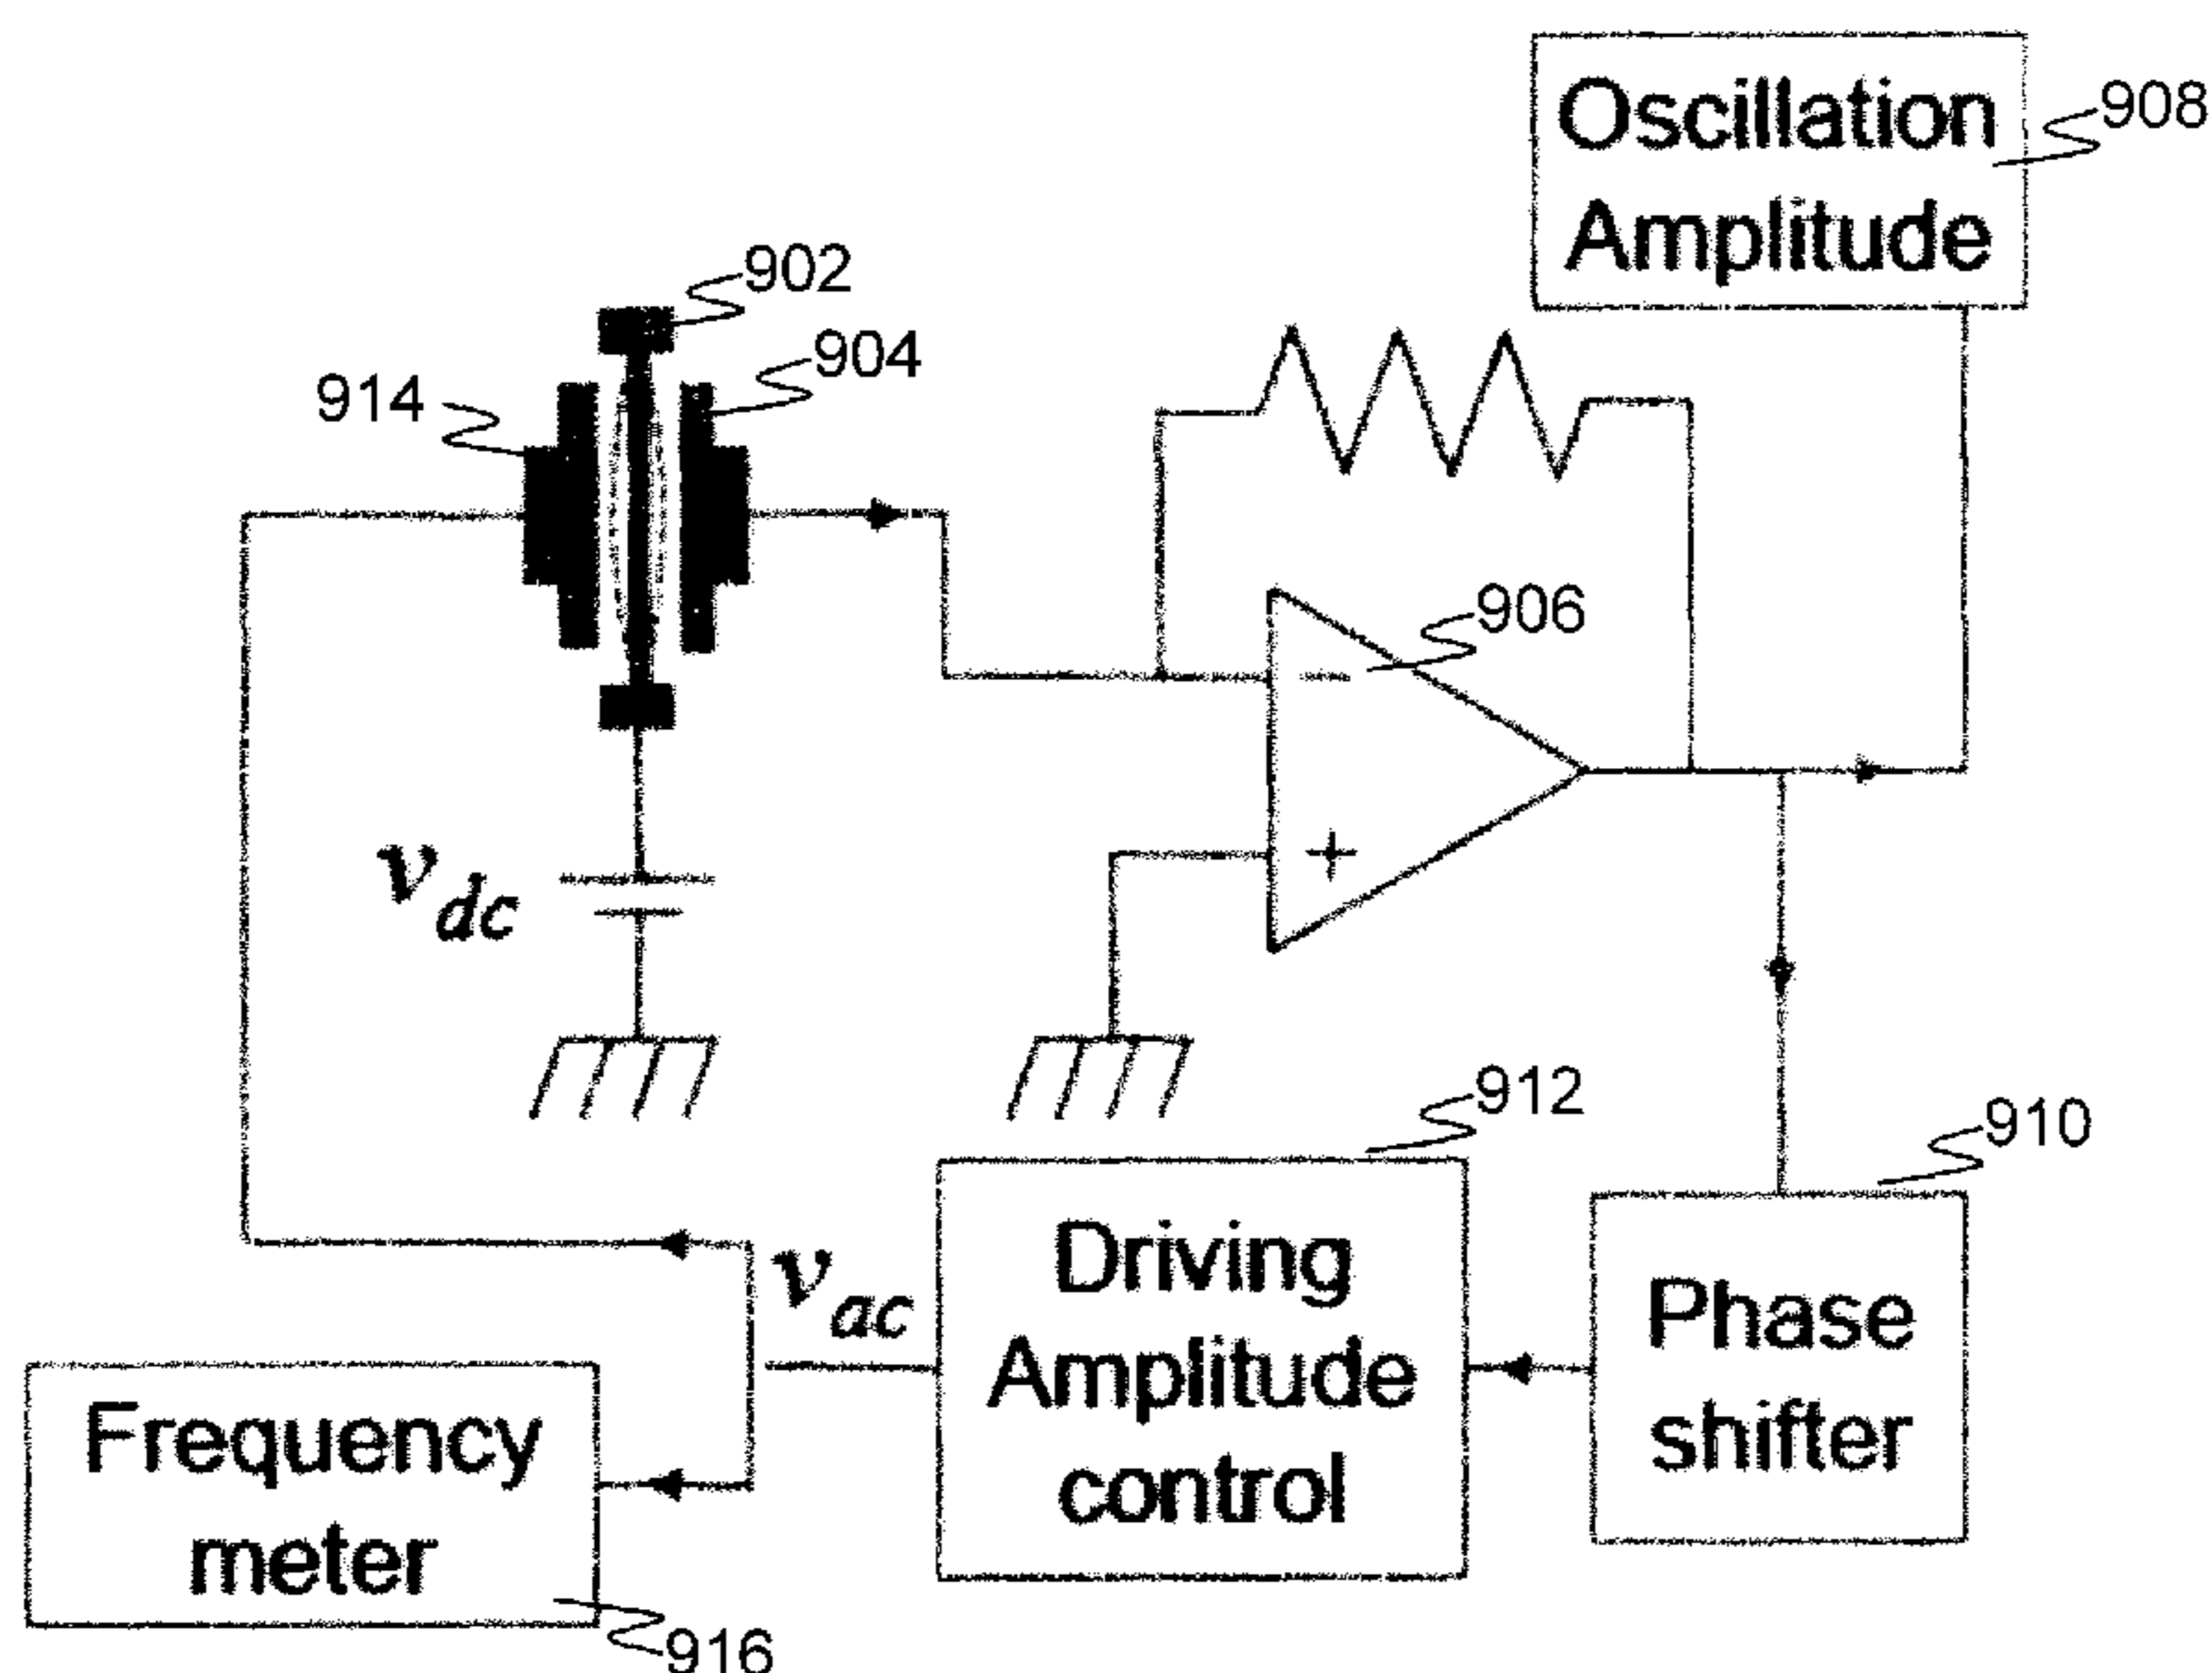 Oscillation
Amplitude
908
902
904
914
906
−
+
v_dc
912
910
Driving
Amplitude
control
Phase
shifter
v_ac
Frequency
meter
916